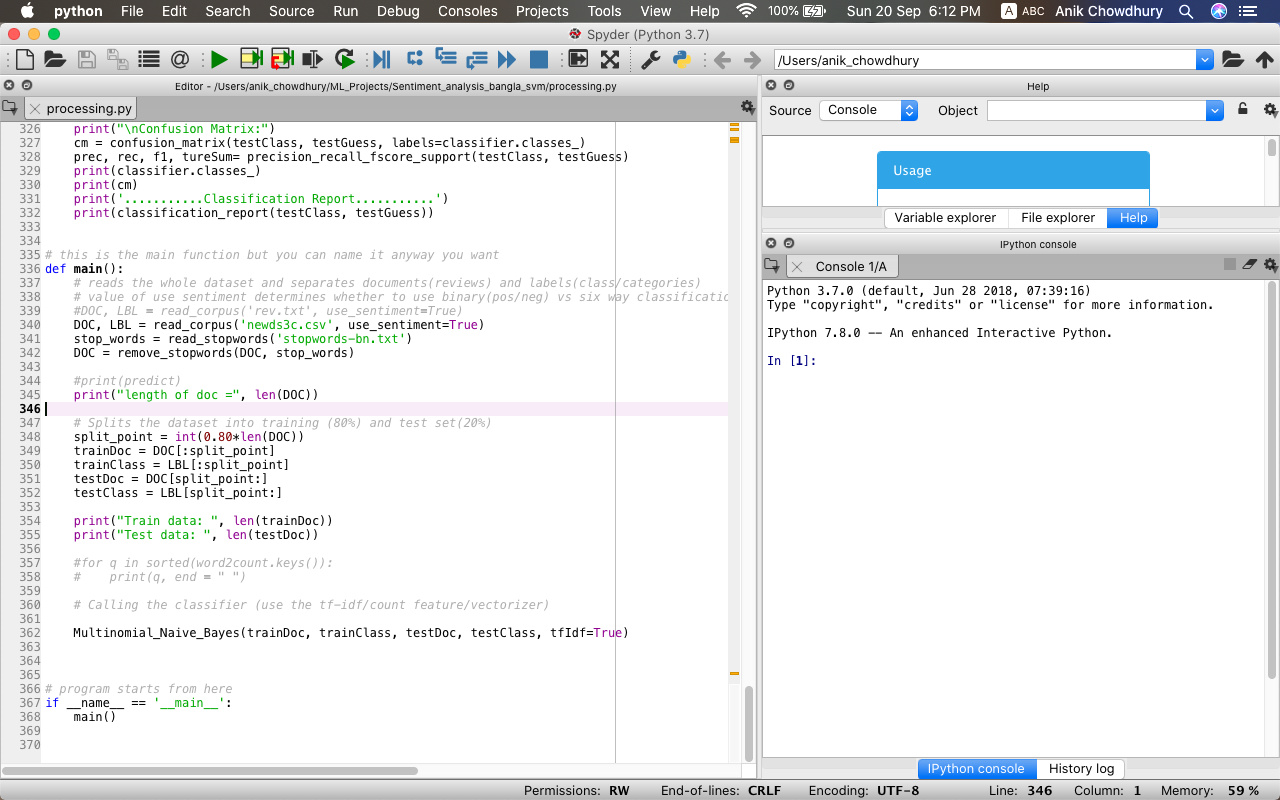 python File Edit Search Source Run Debug Consoles Projects Tools View Help 100% Sun 20 Sep 6:12 PM A ABC Anik Chowdhury
Spyder (Python 3.7)
/Users/anik_chowdhury
Editor - /Users/anik_chowdhury/ML_Projects/Sentiment_analysis_bangla_svm/processing.py
processing.py
326 print("\nConfusion Matrix:")
327 cm = confusion_matrix(testClass, testGuess, labels=classifier.classes_)
328 prec, rec, f1, tureSum= precision_recall_fscore_support(testClass, testGuess)
329 print(classifier.classes_)
330 print(cm)
331 print('...........Classification Report...........')
332 print(classification_report(testClass, testGuess))
333
334
335 # this is the main function but you can name it anyway you want
336 def main():
337 # reads the whole dataset and separates documents(reviews) and labels(class/categories)
338 # value of use sentiment determines whether to use binary(pos/neg) vs six way classificatio
339 #DOC, LBL = read_corpus('rev.txt', use_sentiment=True)
340 DOC, LBL = read_corpus('newds3c.csv', use_sentiment=True)
341 stop_words = read_stopwords('stopwords-bn.txt')
342 DOC = remove_stopwords(DOC, stop_words)
343
344 #print(predict)
345 print("length of doc =", len(DOC))
346
347 # Splits the dataset into training (80%) and test set(20%)
348 split_point = int(0.80*len(DOC))
349 trainDoc = DOC[:split_point]
350 trainClass = LBL[:split_point]
351 testDoc = DOC[split_point:]
352 testClass = LBL[split_point:]
353
354 print("Train data: ", len(trainDoc))
355 print("Test data: ", len(testDoc))
356
357 #for q in sorted(word2count.keys()):
358 #    print(q, end = " ")
359
360 # Calling the classifier (use the tf-idf/count feature/vectorizer)
361
362 Multinomial_Naive_Bayes(trainDoc, trainClass, testDoc, testClass, tfIdf=True)
363
364
365
366 # program starts from here
367 if __name__ == '__main__':
368 main()
369
370
Help
Source Console Object
Usage
Variable explorer File explorer Help
IPython console
Console 1/A
Python 3.7.0 (default, Jun 28 2018, 07:39:16)
Type "copyright", "credits" or "license" for more information.
IPython 7.8.0 -- An enhanced Interactive Python.
In [1]:
IPython console History log
Permissions: RW End-of-lines: CRLF Encoding: UTF-8 Line: 346 Column: 1 Memory: 59 %